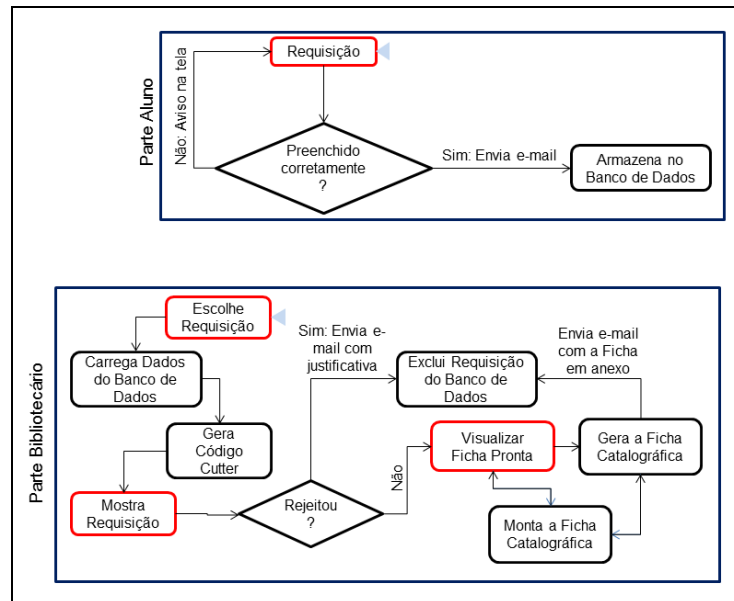 Parte Aluno
Requisição
Não: Aviso na tela
Preenchido
corretamente
?
Sim: Envia e-mail
Armazena no
Banco de Dados
Parte Bibliotecário
Escolhe
Requisição
Carrega Dados
do Banco de
Dados
Gera
Código
Cutter
Mostra
Requisição
Rejeitou
?
Sim: Envia e-
mail com
justificativa
Exclui Requisição
do Banco de
Dados
Envia e-mail
com a Ficha
em anexo
Não
Visualizar
Ficha Pronta
Gera a Ficha
Catalográfica
Monta a Ficha
Catalográfica